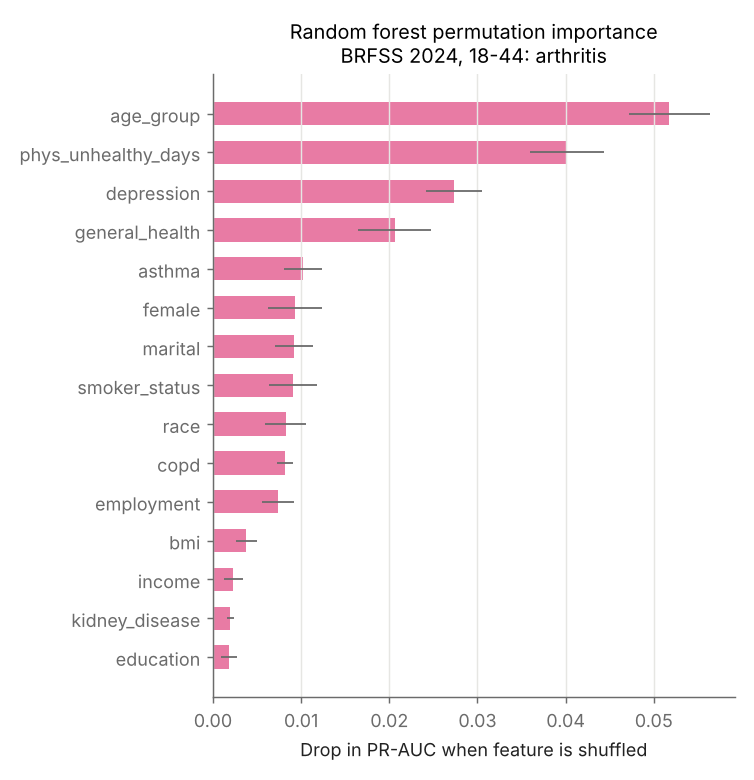 Random forest permutation importance
BRFSS 2024, 18-44: arthritis
age_group
phys_unhealthy_days
depression
general_health
asthma
female
marital
smoker_status
race
copd
employment
bmi
income
kidney_disease
education
0.00 0.01 0.02 0.03 0.04 0.05
Drop in PR-AUC when feature is shuffled